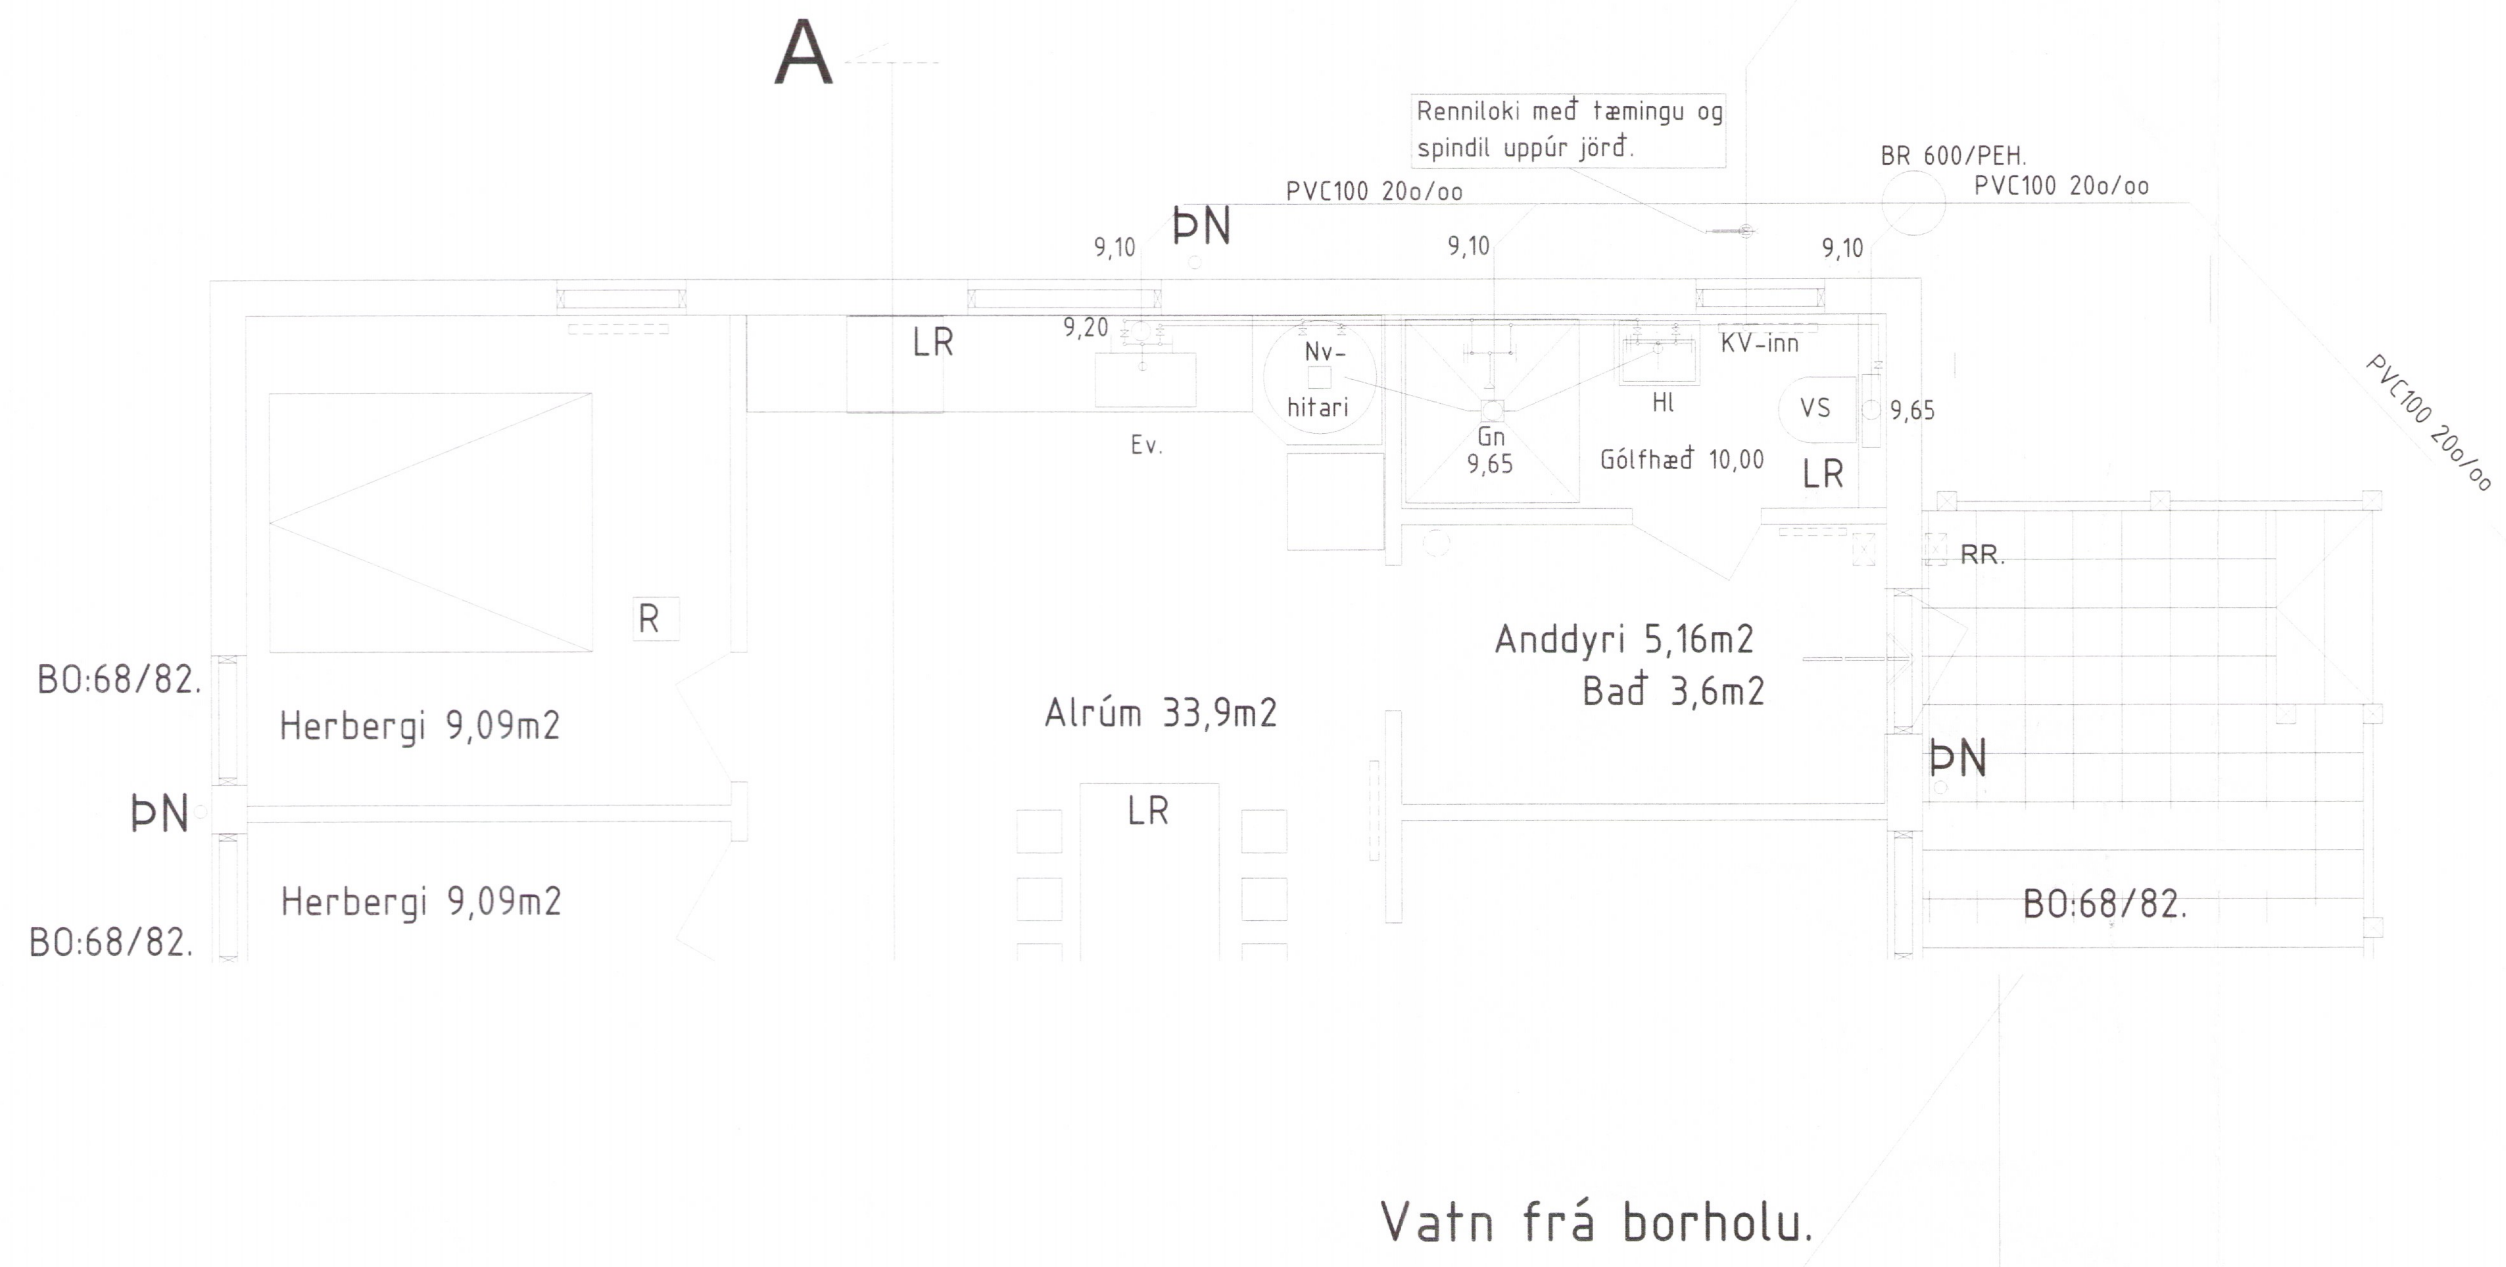 A
Renniloki með tæmingu og
spindil uppúr jörð.
BR 600/PEH.
PVC100 20o/oo
PVC100 20o/oo
ÞN
9,10
9,10
9,10
9,20
LR
Nv-
hitari
KV-inn
Hl
VS
9,65
Gn
9,65
Ev.
Gólfhæð 10,00
LR
PVC100 20o/oo
RR.
R
Anddyri 5,16m2
Bað 3,6m2
BO:68/82.
Herbergi 9,09m2
Alrúm 33,9m2
ÞN
ÞN
LR
Herbergi 9,09m2
BO:68/82.
BO:68/82.
Vatn frá borholu.